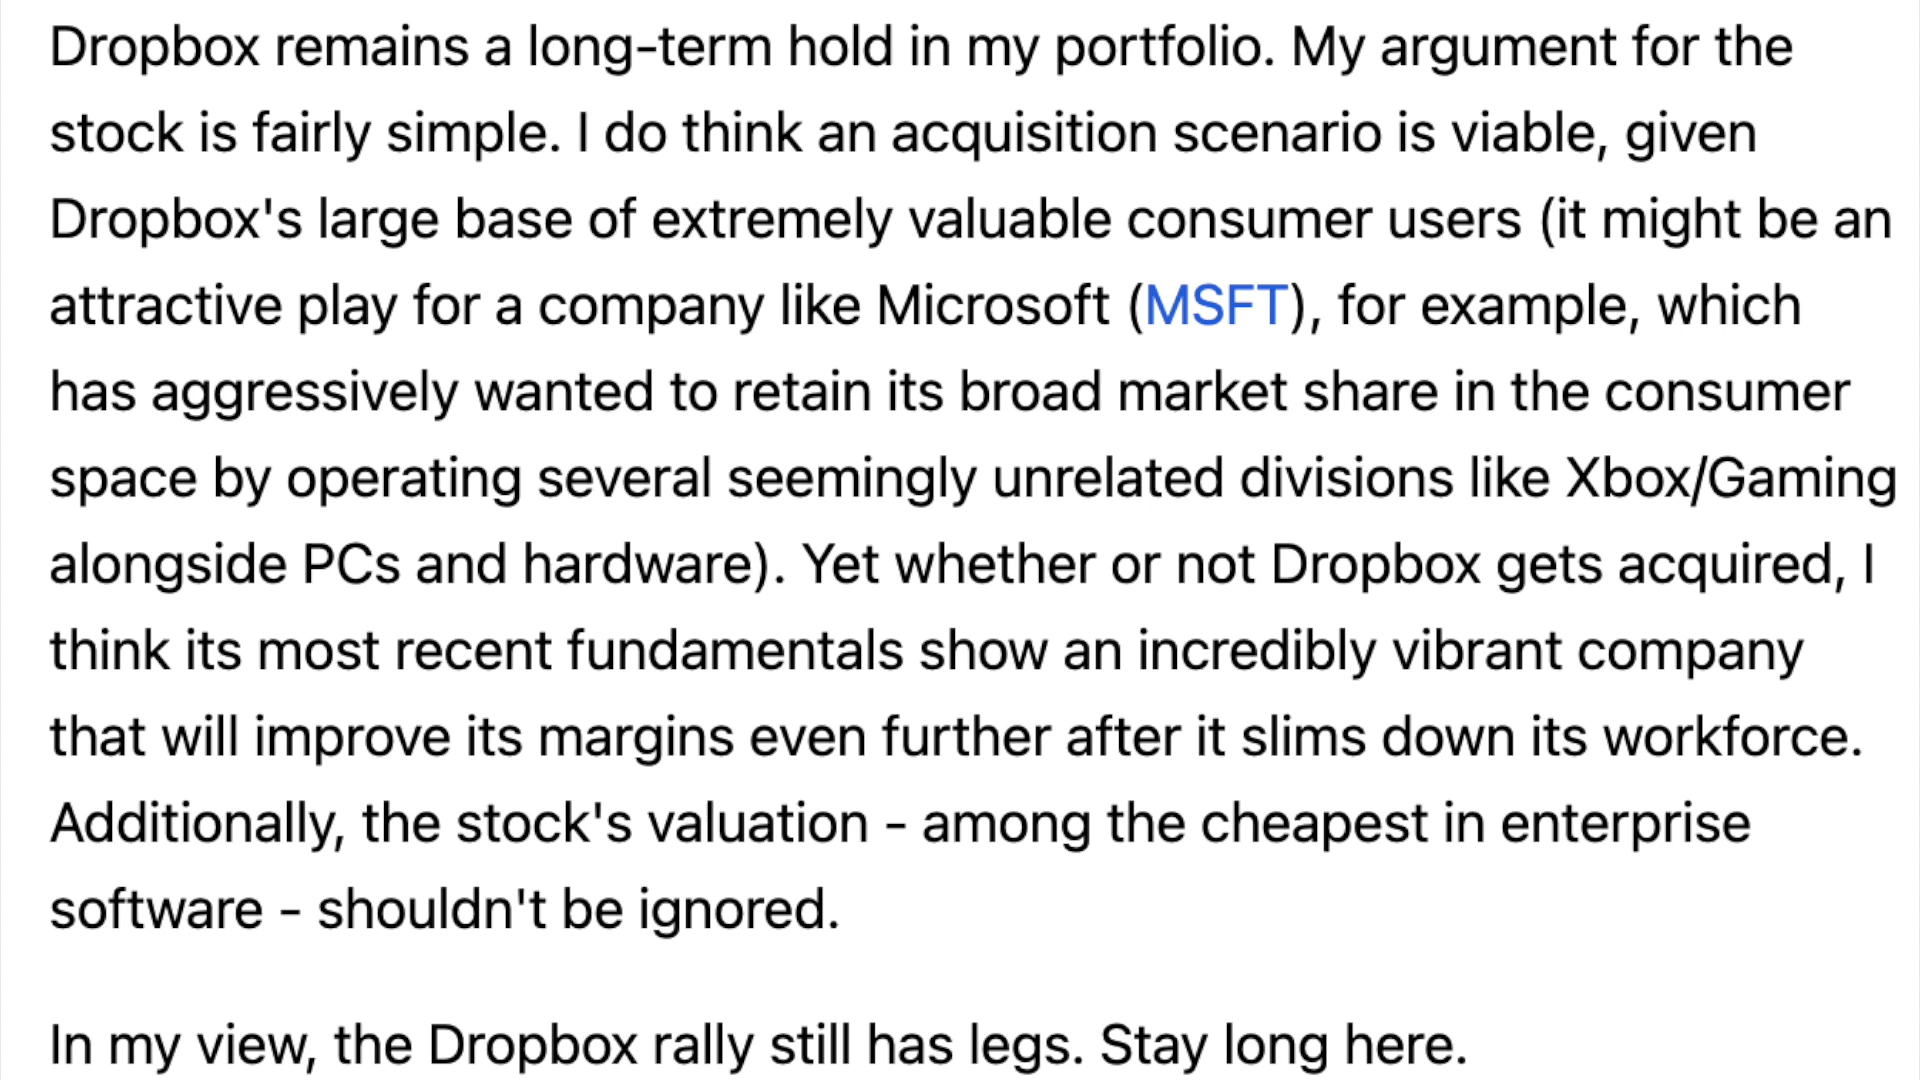 Dropbox remains a long-term hold in my portfolio. My argument for the
stock is fairly simple. I do think an acquisition scenario is viable, given
Dropbox's large base of extremely valuable consumer users (it might be an
attractive play for a company like Microsoft (MSFT), for example, which
has aggressively wanted to retain its broad market share in the consumer
space by operating several seemingly unrelated divisions like Xbox/Gaming
alongside PCs and hardware). Yet whether or not Dropbox gets acquired, I
think its most recent fundamentals show an incredibly vibrant company
that will improve its margins even further after it slims down its workforce.
Additionally, the stock's valuation - among the cheapest in enterprise
software - shouldn't be ignored.
In my view, the Dropbox rally still has legs. Stay long here.